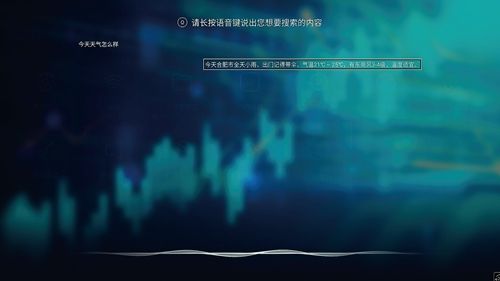 请长按语音键说出您想要搜索的内容
今天天气怎么样
今天合肥市全天小雨，出门记得带伞，气温21℃~25℃，有东南风3-4级，温度适宜。